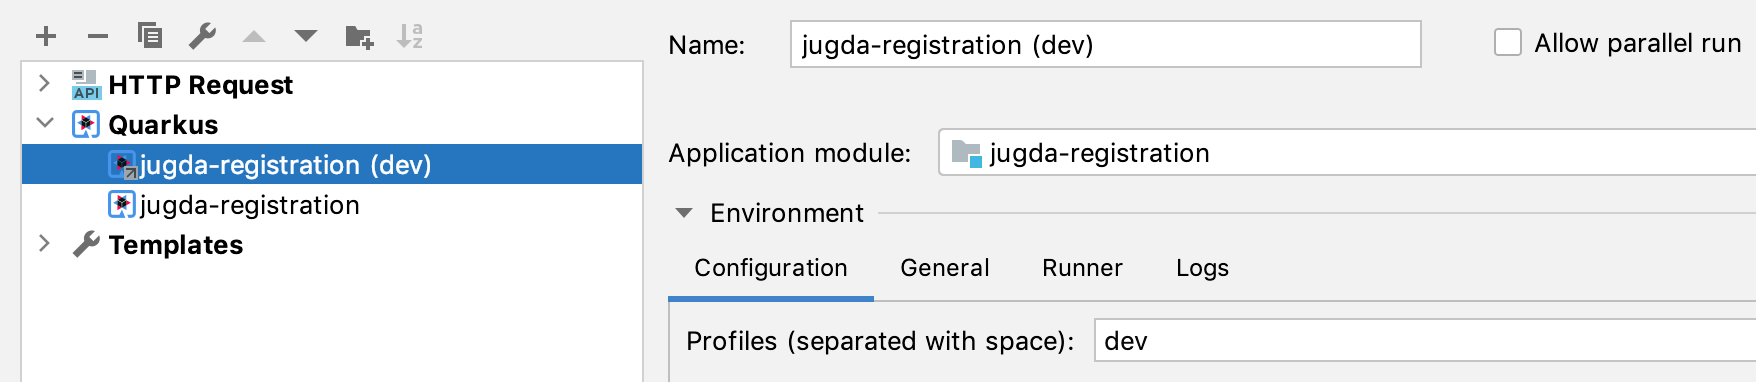 Name: jugda-registration (dev) Allow parallel run
API HTTP Request
Quarkus
jugda-registration (dev)
jugda-registration
Templates
Application module: jugda-registration
Environment
Configuration General Runner Logs
Profiles (separated with space): dev